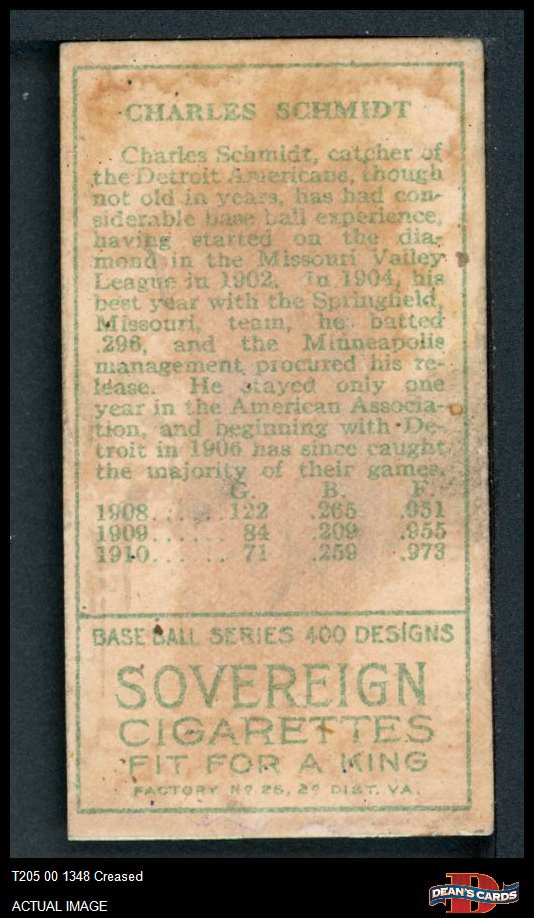 CHARLES SCHMIDT
Charles Schmidt, catcher of
the Detroit Americans, though
not old in years, has had con-
siderable base ball experience,
having started on the dia-
mond in the Missouri Valley
League in 1902. In 1904, his
best year with the Springfield,
Missouri, team, he batted
.296, and the Minneapolis
management procured his re-
lease. He stayed only one
year in the American Associa-
tion, and beginning with De-
troit in 1906 has since caught
the majority of their games.
G. B. F.
1908......122 .265 .951
1909...... 84 .209 .955
1910...... 71 .259 .973
BASE BALL SERIES 400 DESIGNS
SOVEREIGN
CIGARETTES
FIT FOR A KING
FACTORY No 25, 2d DIST. VA.
T205 00 1348 Creased
ACTUAL IMAGE
D
DEAN'S CARDS